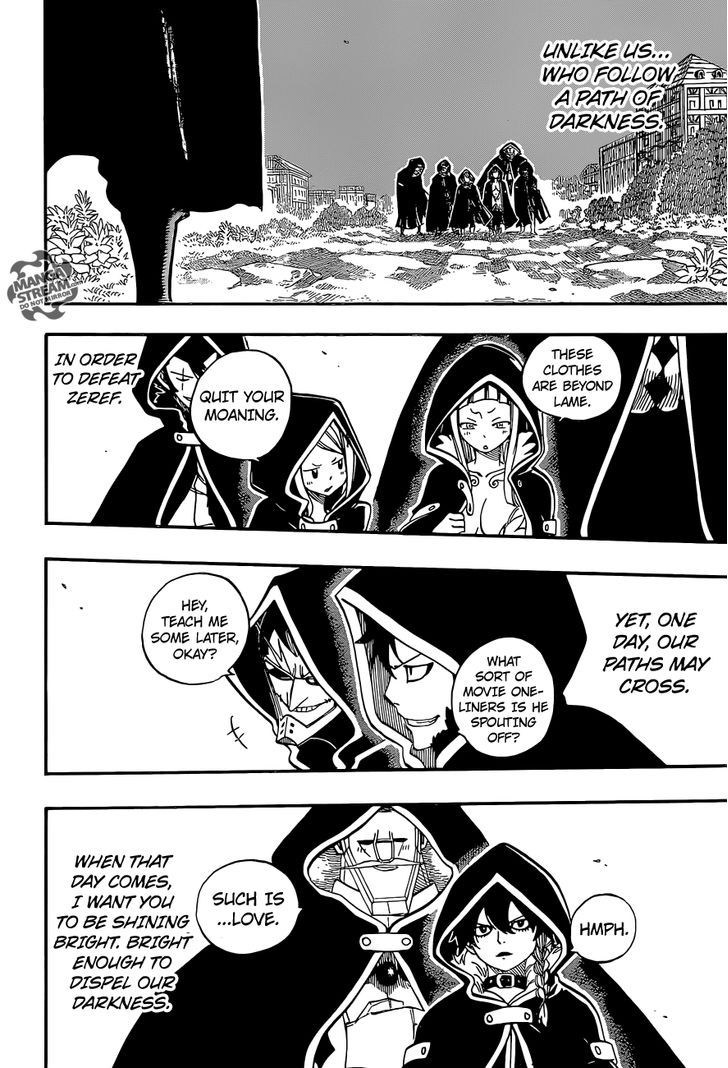 UNLIKE US...
WHO FOLLOW
A PATH OF
DARKNESS.
MANGA
STREAM.COM
DO NOT MIRROR
IN ORDER
TO DEFEAT
ZEREF.
QUIT YOUR
MOANING.
THESE
CLOTHES
ARE BEYOND
LAME.
HEY,
TEACH ME
SOME LATER,
OKAY?
WHAT
SORT OF
MOVIE ONE-
LINERS IS HE
SPOUTING
OFF?
YET, ONE
DAY, OUR
PATHS MAY
CROSS.
WHEN THAT
DAY COMES,
I WANT YOU
TO BE SHINING
BRIGHT. BRIGHT
ENOUGH TO
DISPEL OUR
DARKNESS.
SUCH IS
...LOVE.
HMPH.